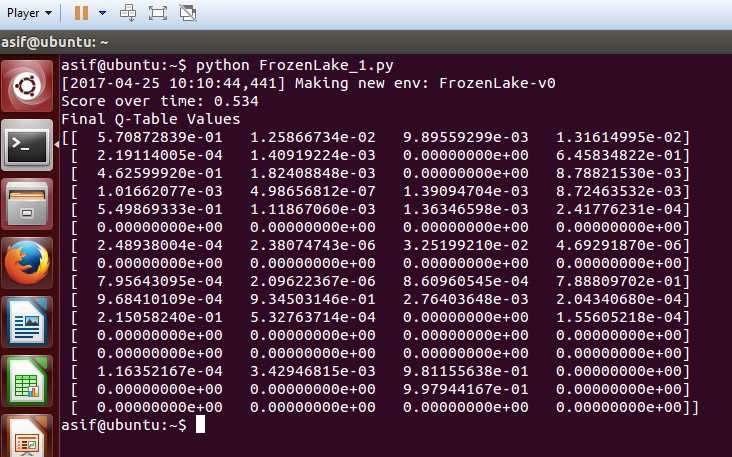 Player
asif@ubuntu: ~
asif@ubuntu:~$ python FrozenLake_1.py
[2017-04-25 10:10:44,441] Making new env: FrozenLake-v0
Score over time: 0.534
Final Q-Table Values
[[  5.70872839e-01   1.25866734e-02   9.89559299e-03   1.31614995e-02]
 [  2.19114005e-04   1.40919224e-03   0.00000000e+00   6.45834822e-01]
 [  4.62599920e-01   1.82408848e-03   0.00000000e+00   8.78821530e-03]
 [  1.01662077e-03   4.98656812e-07   1.39094704e-03   8.72463532e-03]
 [  5.49869333e-01   1.11867060e-03   1.36346598e-03   2.41776231e-04]
 [  0.00000000e+00   0.00000000e+00   0.00000000e+00   0.00000000e+00]
 [  2.48938004e-04   2.38074743e-06   3.25199210e-02   4.69291870e-06]
 [  0.00000000e+00   0.00000000e+00   0.00000000e+00   0.00000000e+00]
 [  7.95643095e-04   2.09622367e-06   8.60960545e-04   7.88809702e-01]
 [  9.68410109e-04   9.34503146e-01   2.76403648e-03   2.04340680e-04]
 [  2.15058240e-01   5.32763714e-04   0.00000000e+00   1.55605218e-04]
 [  0.00000000e+00   0.00000000e+00   0.00000000e+00   0.00000000e+00]
 [  0.00000000e+00   0.00000000e+00   0.00000000e+00   0.00000000e+00]
 [  1.16352167e-04   3.42946815e-03   9.81155638e-01   0.00000000e+00]
 [  0.00000000e+00   0.00000000e+00   9.97944167e-01   0.00000000e+00]
 [  0.00000000e+00   0.00000000e+00   0.00000000e+00   0.00000000e+00]]
asif@ubuntu:~$